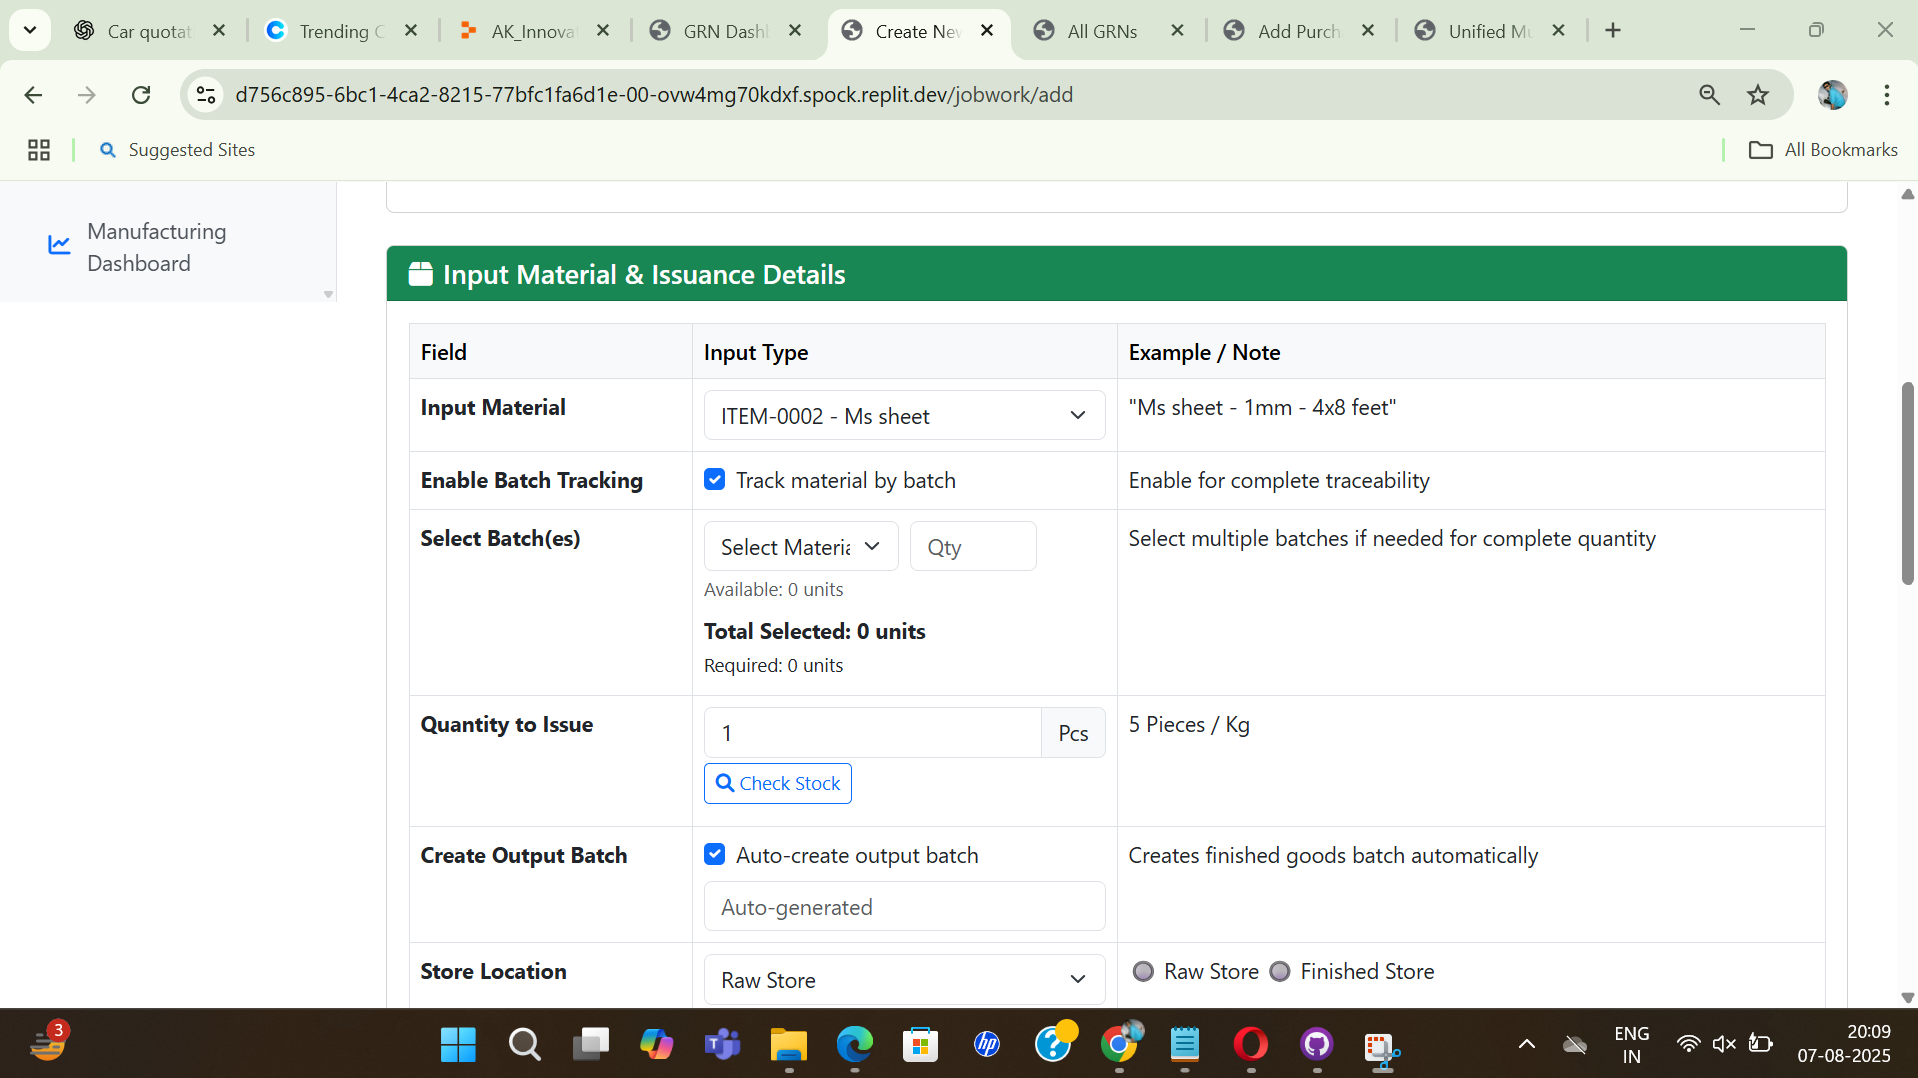 Car quotat
Trending C
AK_Innova
GRN Dashb
Create New
All GRNs
Add Purch
Unified Mu
d756c895-6bc1-4ca2-8215-77bfc1fa6d1e-00-ovw4mg70kdxf.spock.replit.dev/jobwork/add
Suggested Sites
All Bookmarks
Manufacturing
Dashboard
Input Material & Issuance Details
Field Input Type Example / Note
Input Material ITEM-0002 - Ms sheet "Ms sheet - 1mm - 4x8 feet"
Enable Batch Tracking Track material by batch Enable for complete traceability
Select Batch(es) Select Materia Qty Select multiple batches if needed for complete quantity
Available: 0 units
Total Selected: 0 units
Required: 0 units
Quantity to Issue 1 Pcs 5 Pieces / Kg
Check Stock
Create Output Batch Auto-create output batch Creates finished goods batch automatically
Auto-generated
Store Location Raw Store Raw Store Finished Store
3
hp
ENG
IN
20:09
07-08-2025